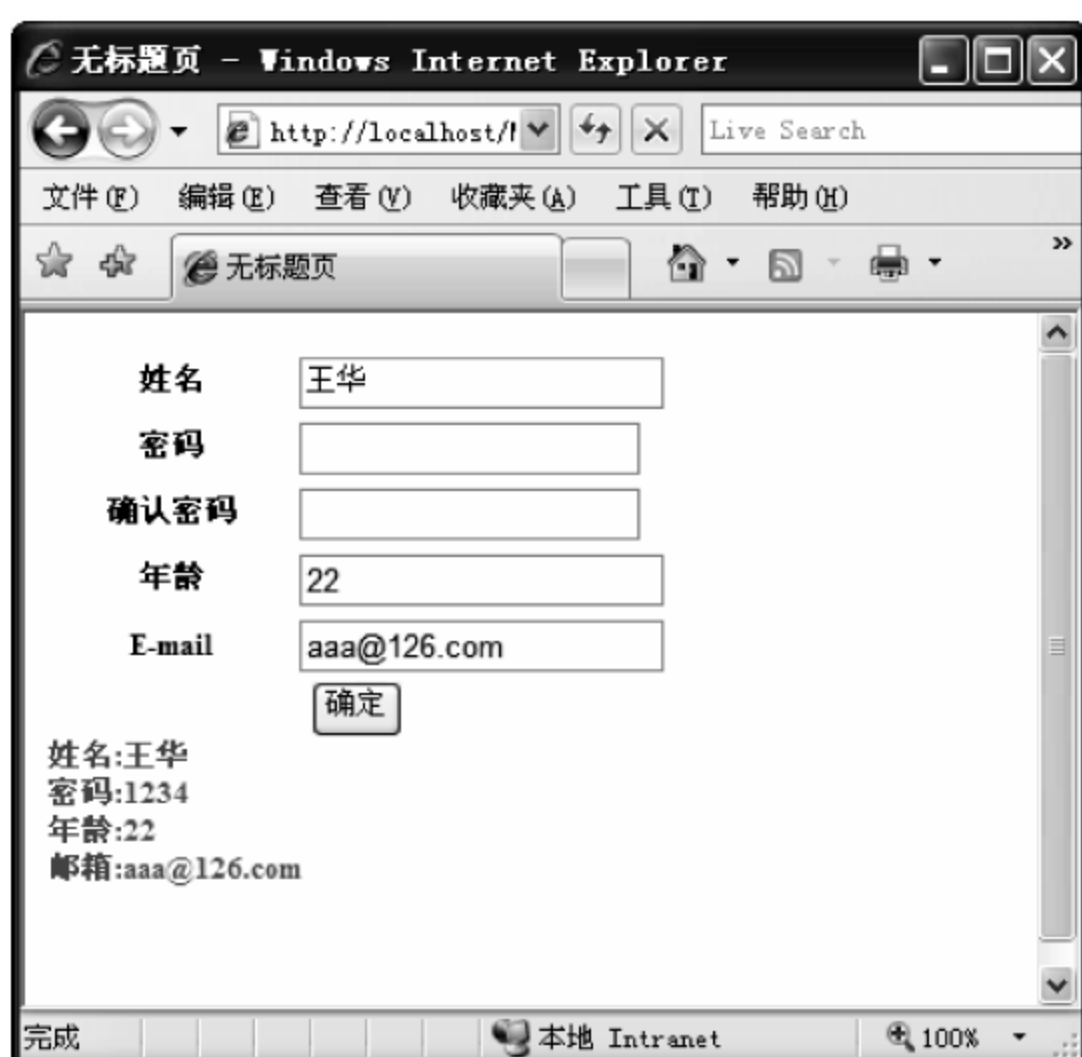 无标题页 - Windows Internet Explorer
http://localhost/
Live Search
文件(F) 编辑(E) 查看(V) 收藏夹(A) 工具(T) 帮助(H)
无标题页
»
姓名 王华
密码
确认密码
年龄 22
E-mail aaa@126.com
确定
姓名:王华
密码:1234
年龄:22
邮箱:aaa@126.com
完成 本地 Intranet 100%